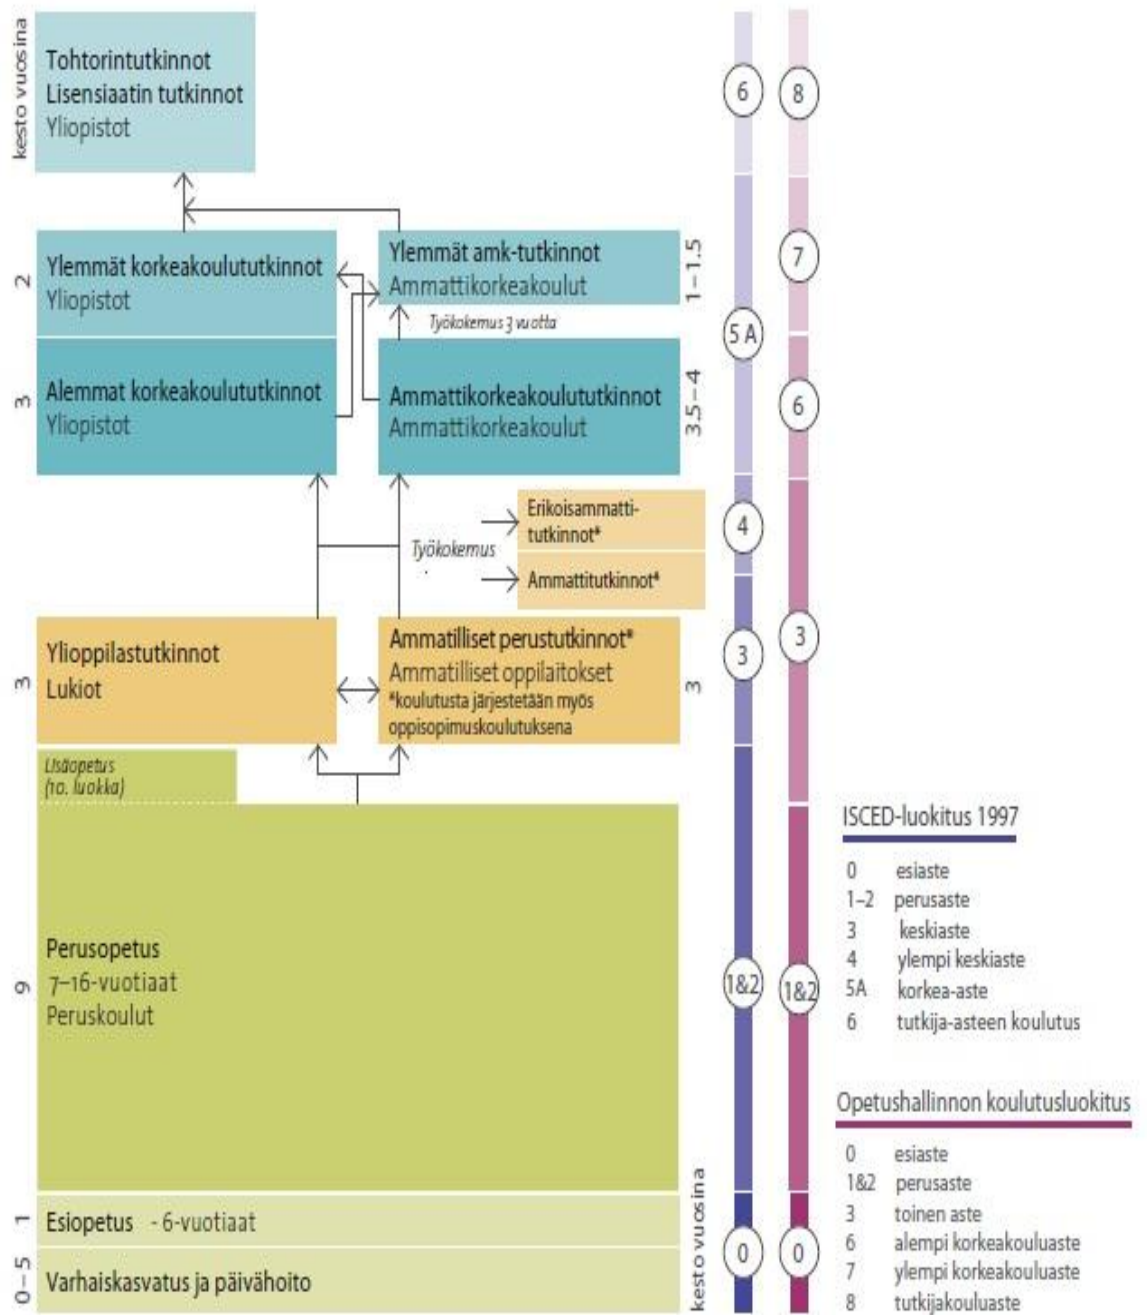 kesto vuosina
Tohtorintutkinnot
Lisensiaatin tutkinnot
Yliopistot
2
Ylemmät korkeakoulututkinnot
Yliopistot
Ylemmät amk-tutkinnot
Ammattikorkeakoulut
1–1.5
Työkokemus 3 vuotta
3
Alemmat korkeakoulututkinnot
Yliopistot
Ammattikorkeakoulututkinnot
Ammattikorkeakoulut
3.5–4
Työkokemus
Erikoisammatti-
tutkinnot*
Ammattitutkinnot*
3
Ylioppilastutkinnot
Lukiot
Ammatilliset perustutkinnot*
Ammatilliset oppilaitokset
*koulutusta järjestetään myös
oppisopimuskoulutuksena
3
Lisäopetus
(10. luokka)
9
Perusopetus
7–16-vuotiaat
Peruskoulut
1
Esiopetus - 6-vuotiaat
0–5
Varhaiskasvatus ja päivähoito
kesto vuosina
6
5 A
4
3
1&2
0
8
7
6
3
1&2
0
ISCED-luokitus 1997
0 esiaste
1–2 perusaste
3 keskiaste
4 ylempi keskiaste
5A korkea-aste
6 tutkija-asteen koulutus
Opetushallinnon koulutusluokitus
0 esiaste
1&2 perusaste
3 toinen aste
6 alempi korkeakouluaste
7 ylempi korkeakouluaste
8 tutkijakouluaste